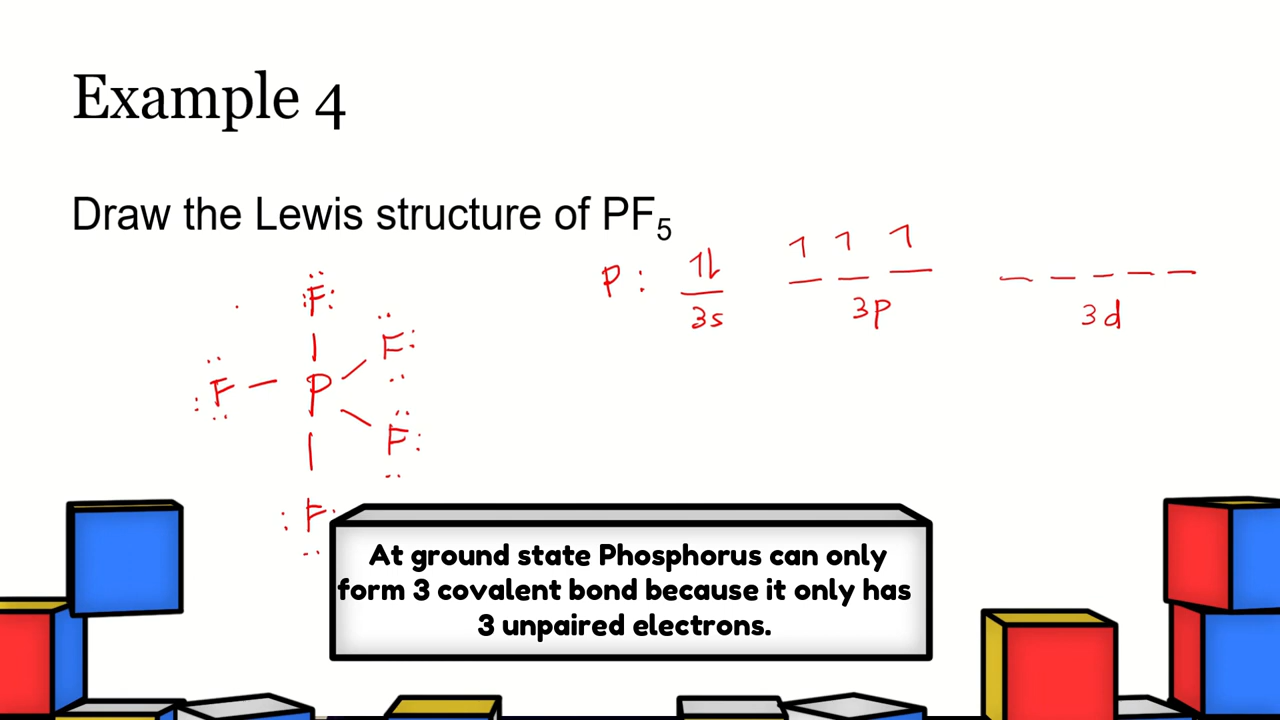 Example 4
Draw the Lewis structure of PF₅
P : 1L 1 1 1
3s 3p 3d
F
F
F P
F
F
At ground state Phosphorus can only
form 3 covalent bond because it only has
3 unpaired electrons.